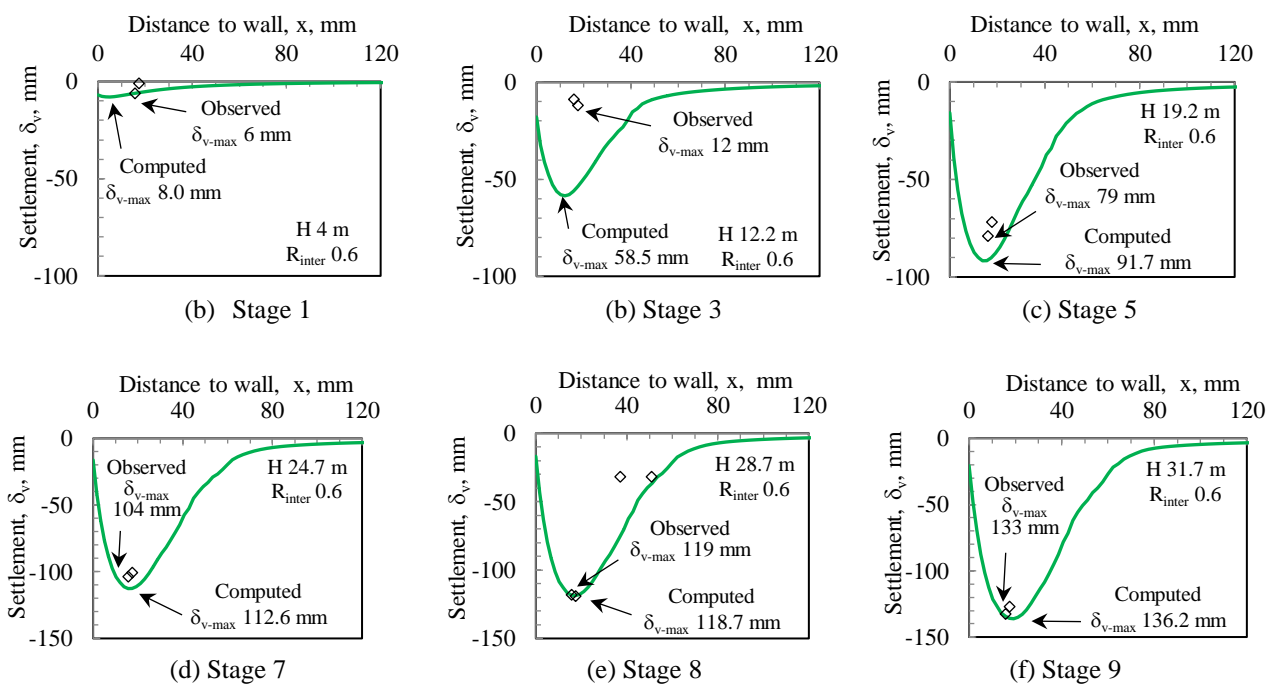 Distance to wall, x, mm
0 40 80 120
Settlement, δv, mm
0
-50
-100
Observed
δv-max 6 mm
Computed
δv-max 8.0 mm
H 4 m
Rinter 0.6
(b) Stage 1
Distance to wall, x, mm
0 40 80 120
Settlement, δv, mm
0
-50
-100
Observed
δv-max 12 mm
Computed
δv-max 58.5 mm
H 12.2 m
Rinter 0.6
(b) Stage 3
Distance to wall, x, mm
0 40 80 120
Settlement, δv, mm
0
-50
-100
H 19.2 m
Rinter 0.6
Observed
δv-max 79 mm
Computed
δv-max 91.7 mm
(c) Stage 5
Distance to wall, x, mm
0 40 80 120
Settlement, δv, mm
0
-50
-100
-150
Observed
δv-max
104 mm
H 24.7 m
Rinter 0.6
Computed
δv-max 112.6 mm
(d) Stage 7
Distance to wall, x, mm
0 40 80 120
Settlement, δv, mm
0
-50
-100
-150
H 28.7 m
Rinter 0.6
Observed
δv-max 119 mm
Computed
δv-max 118.7 mm
(e) Stage 8
Distance to wall, x, mm
0 40 80 120
Settlement, δv, mm
0
-50
-100
-150
Observed
δv-max
133 mm
H 31.7 m
Rinter 0.6
Computed
δv-max 136.2 mm
(f) Stage 9